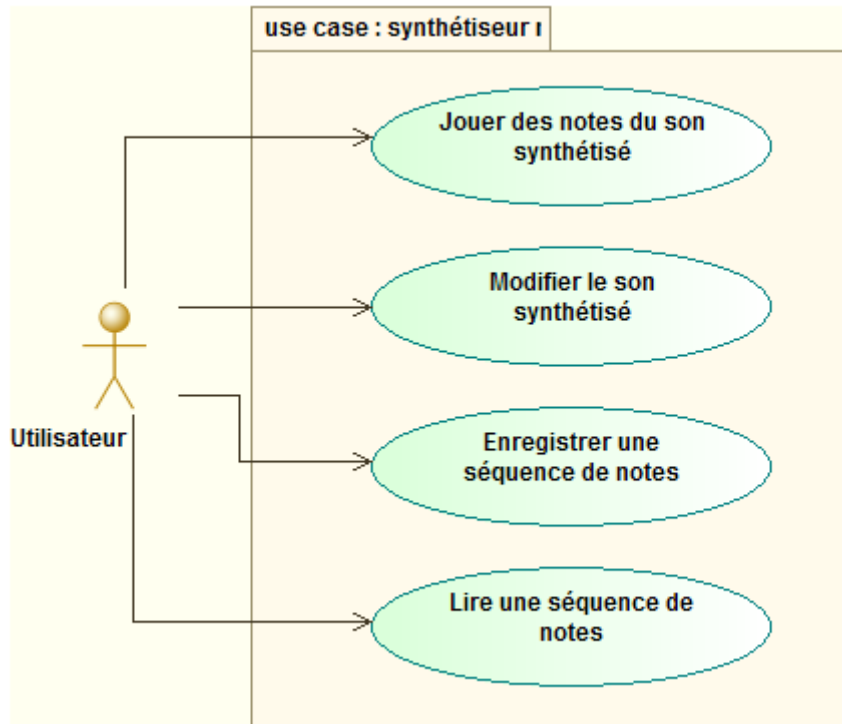 use case : synthétiseur
Jouer des notes du son
synthétisé
Modifier le son
synthétisé
Utilisateur
Enregistrer une
séquence de notes
Lire une séquence de
notes